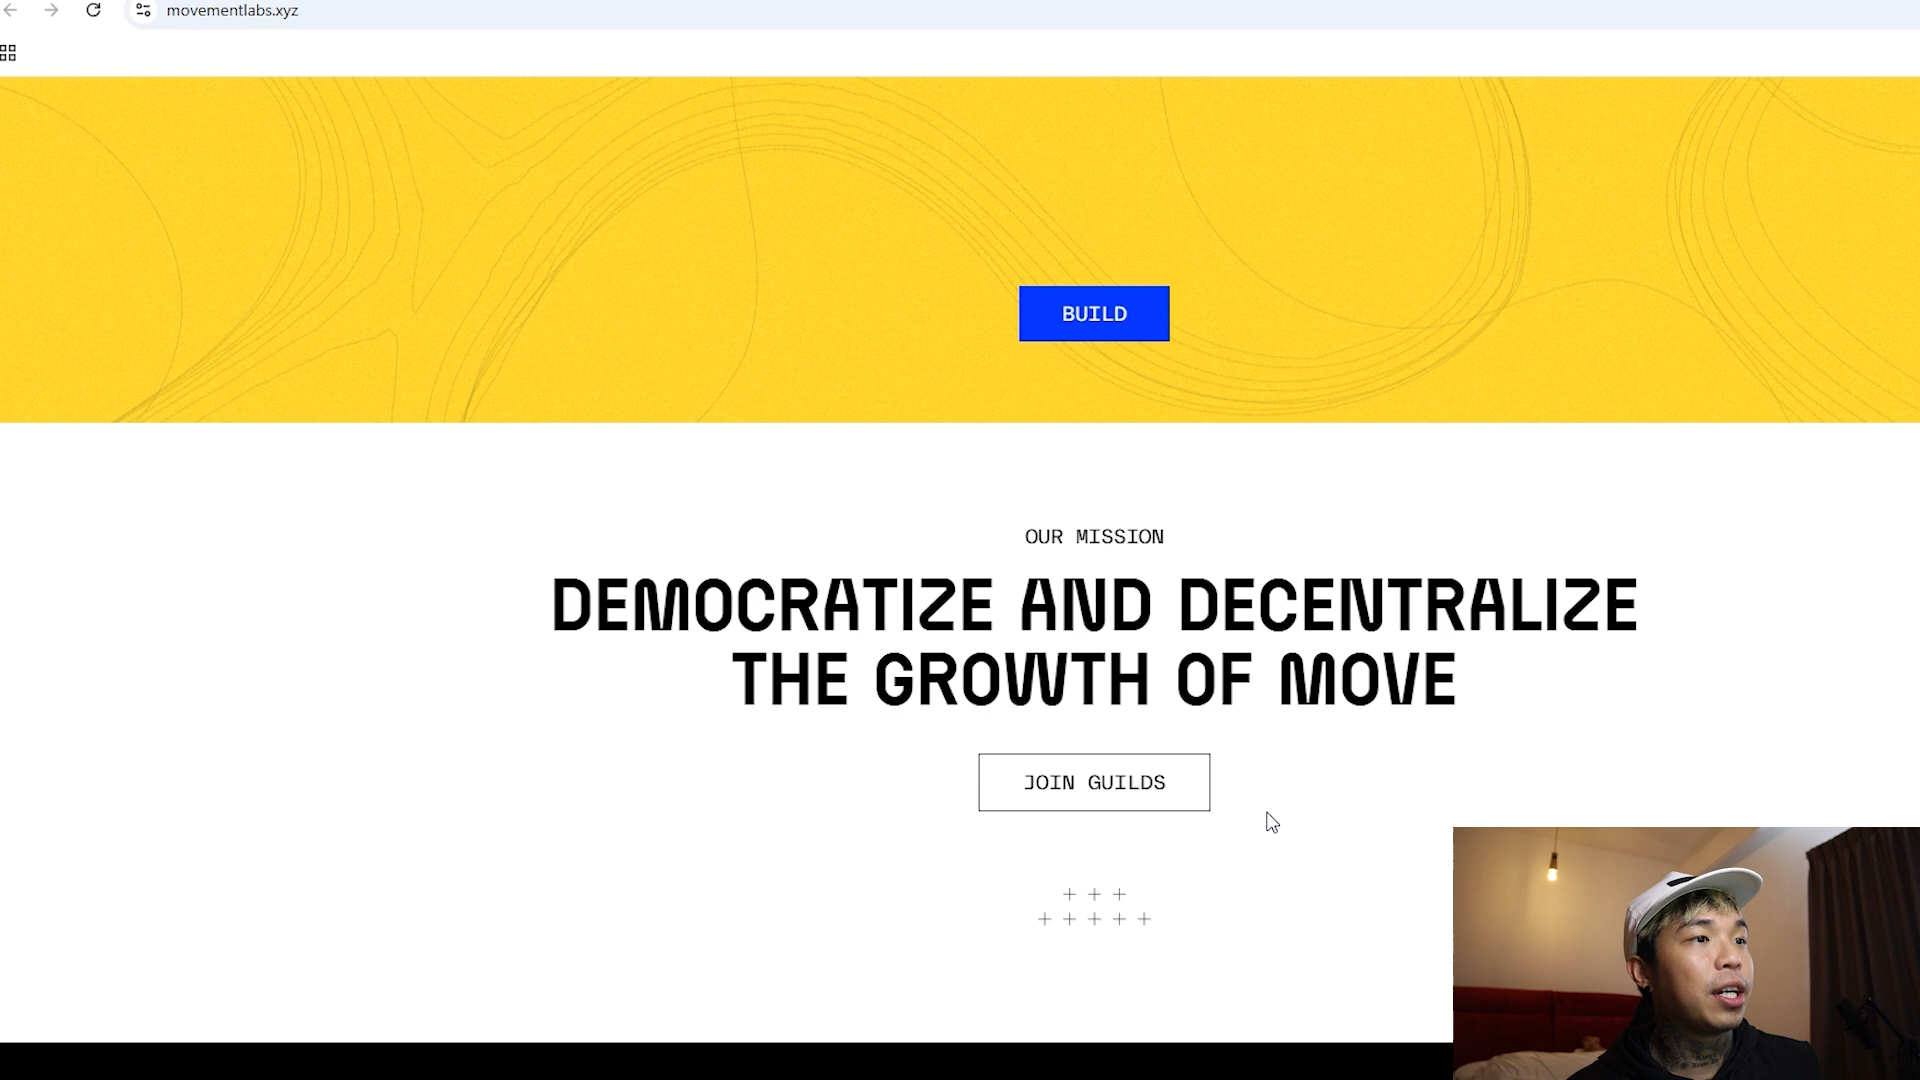 movementlabs.xyz
BUILD
OUR MISSION
DEMOCRATIZE AND DECENTRALIZE
THE GROWTH OF MOVE
JOIN GUILDS